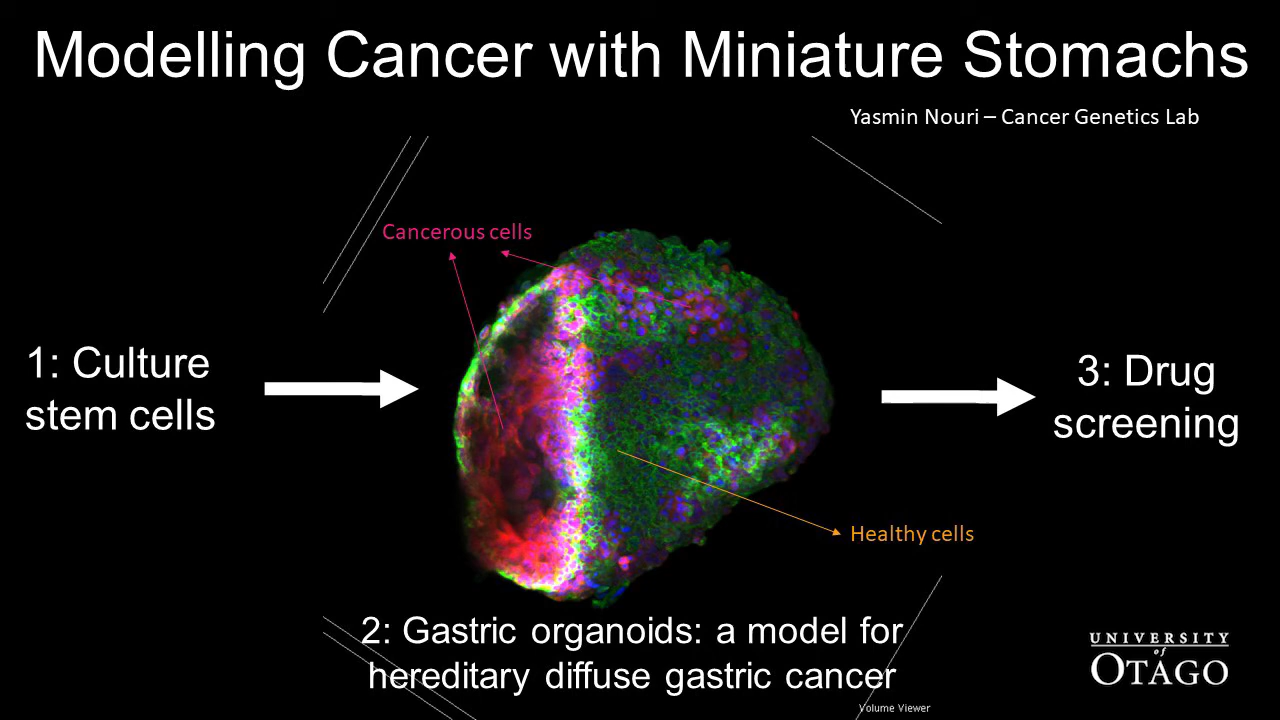 Modelling Cancer with Miniature Stomachs
Yasmin Nouri – Cancer Genetics Lab
Cancerous cells
1: Culture
stem cells
3: Drug
screening
Healthy cells
2: Gastric organoids: a model for
hereditary diffuse gastric cancer
UNIVERSITY
of
OTAGO
Volume Viewer